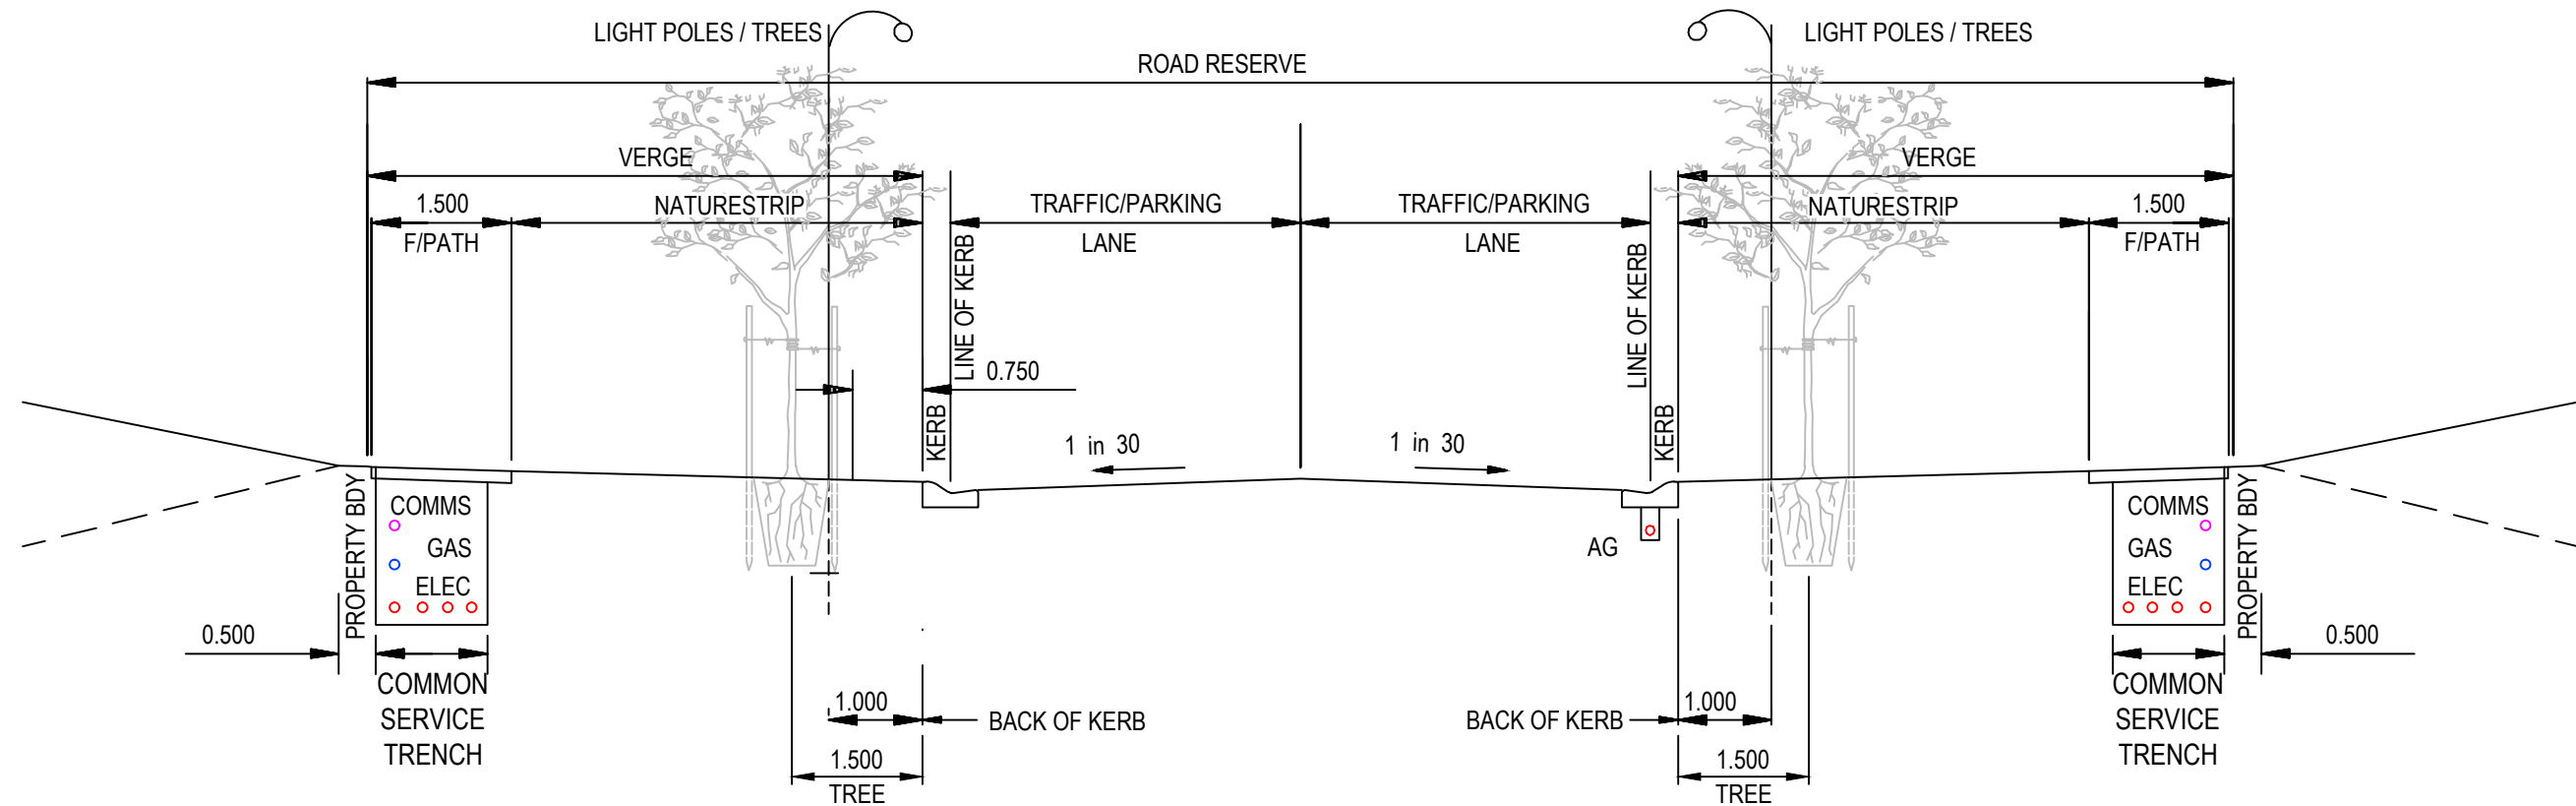 LIGHT POLES / TREES
LIGHT POLES / TREES
ROAD RESERVE
VERGE
VERGE
1.500
F/PATH
NATURESTRIP
TRAFFIC/PARKING
LANE
TRAFFIC/PARKING
LANE
NATURESTRIP
1.500
F/PATH
LINE OF KERB
LINE OF KERB
0.750
KERB
KERB
1 in 30
1 in 30
PROPERTY BDY
COMMS
GAS
ELEC
AG
COMMS
GAS
ELEC
PROPERTY BDY
0.500
0.500
COMMON
SERVICE
TRENCH
COMMON
SERVICE
TRENCH
1.000
BACK OF KERB
BACK OF KERB
1.000
1.500
TREE
1.500
TREE